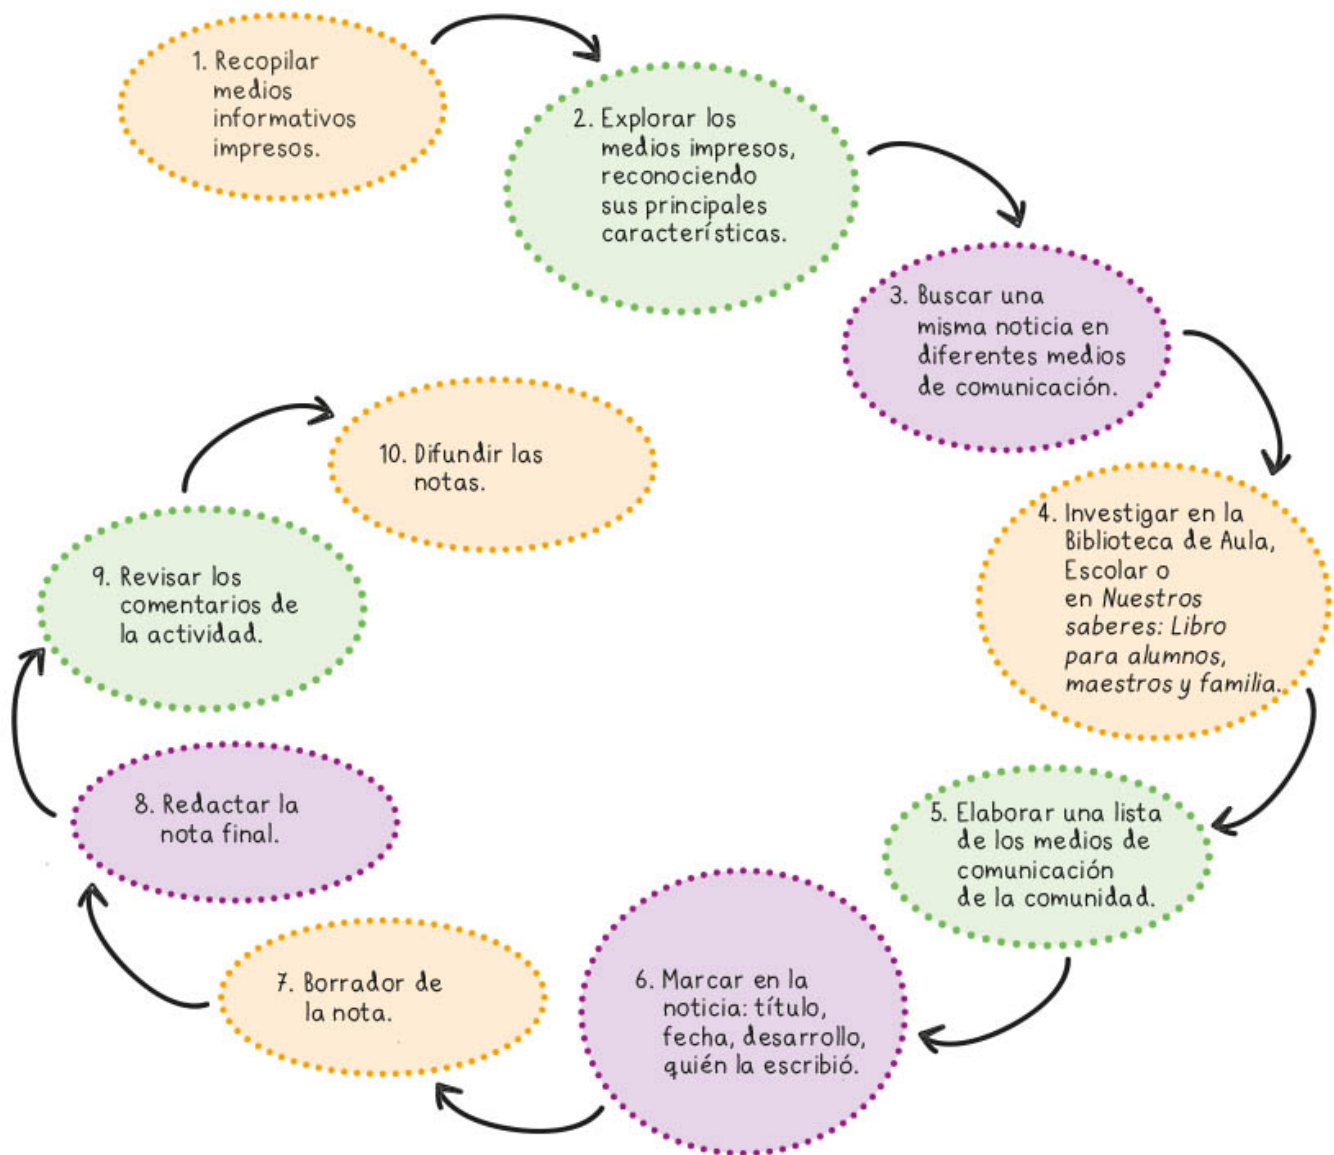 1. Recopilar
medios
informativos
impresos.
2. Explorar los
medios impresos,
reconociendo
sus principales
características.
3. Buscar una
misma noticia en
diferentes medios
de comunicación.
4. Investigar en la
Biblioteca de Aula,
Escolar o
en Nuestros
saberes: Libro
para alumnos,
maestros y familia.
5. Elaborar una lista
de los medios de
comunicación
de la comunidad.
6. Marcar en la
noticia: título,
fecha, desarrollo,
quién la escribió.
7. Borrador de
la nota.
8. Redactar la
nota final.
9. Revisar los
comentarios de
la actividad.
10. Difundir las
notas.